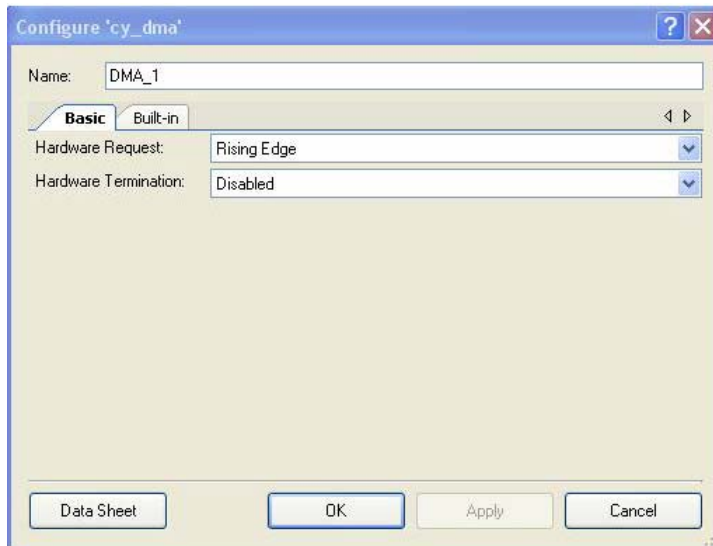 Configure 'cy_dma'
Name: DMA_1
Basic Built-in
Hardware Request: Rising Edge
Hardware Termination: Disabled
Data Sheet OK Apply Cancel